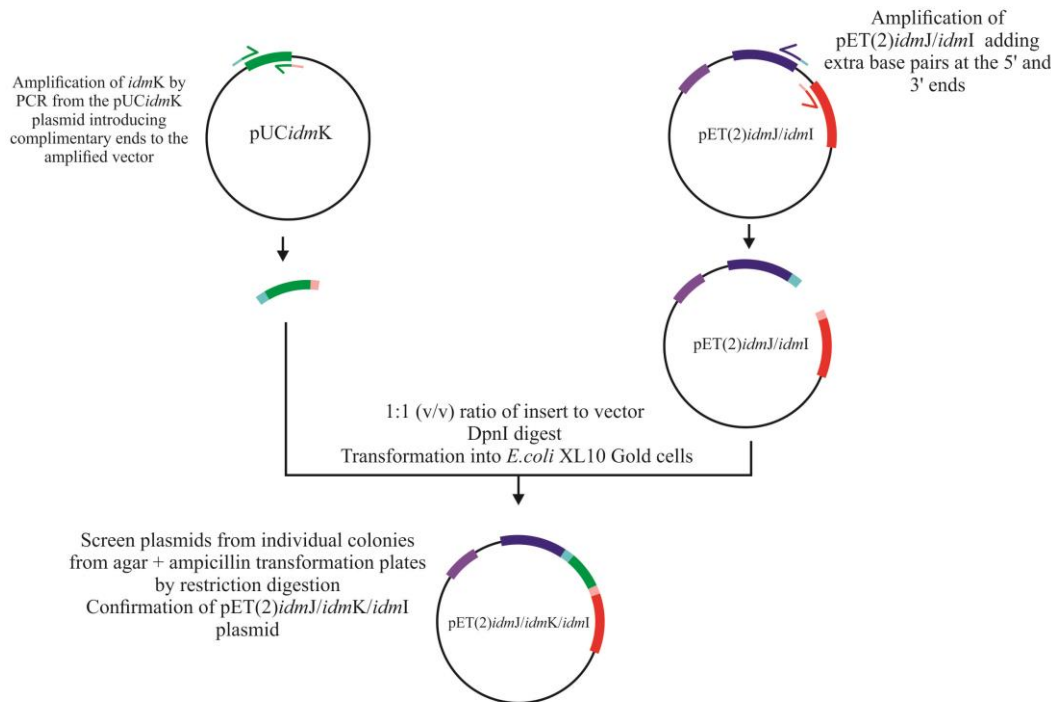 Amplification of idmK by
PCR from the pUCidmK
plasmid introducing
complimentary ends to the
amplified vector
pUCidmK
Amplification of
pET(2)idmJ/idmI adding
extra base pairs at the 5' and
3' ends
pET(2)idmJ/idmI
pET(2)idmJ/idmI
1:1 (v/v) ratio of insert to vector
DpnI digest
Transformation into E.coli XL10 Gold cells
Screen plasmids from individual colonies
from agar + ampicillin transformation plates
by restriction digestion
Confirmation of pET(2)idmJ/idmK/idmI
plasmid
pET(2)idmJ/idmK/idmI